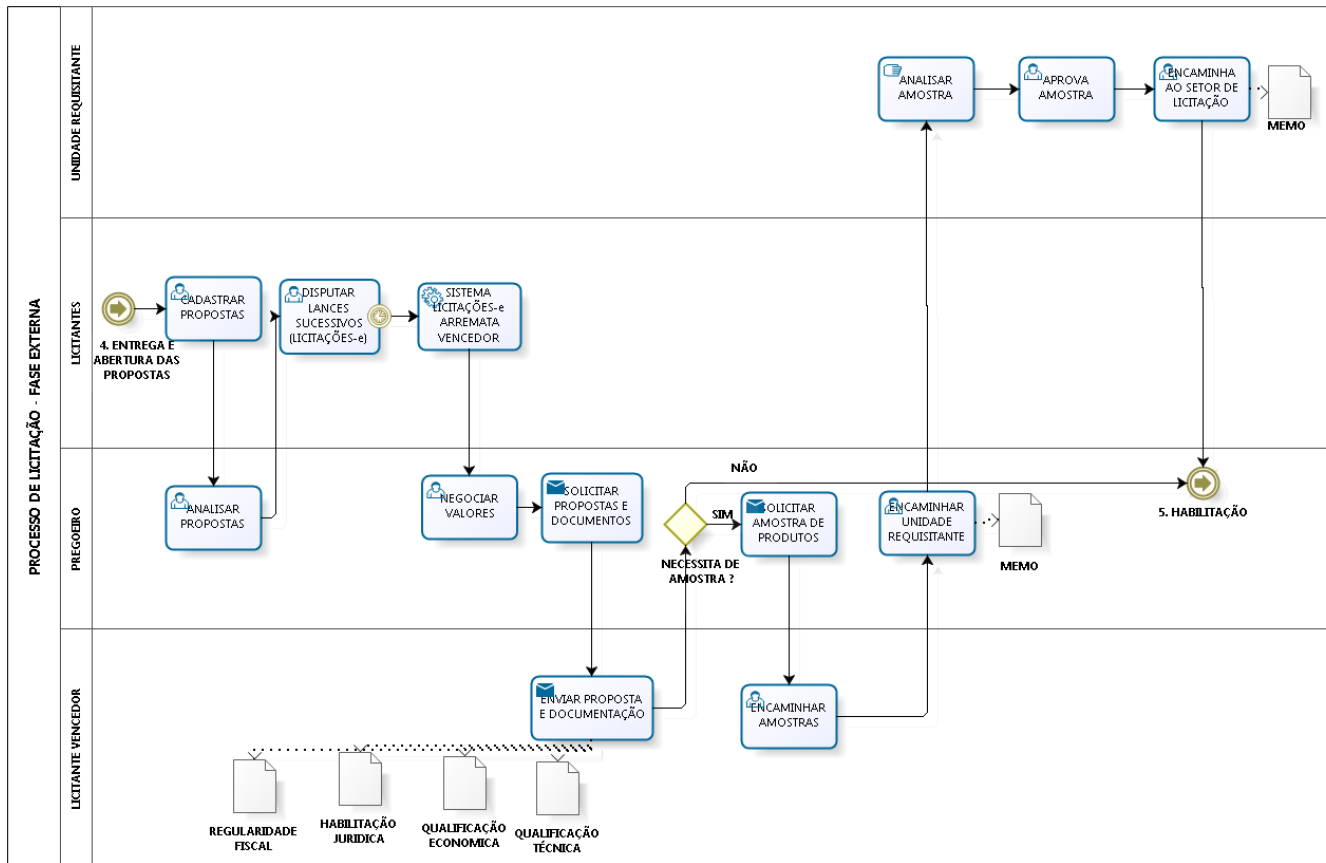 PROCESSO DE LICITAÇÃO - FASE EXTERNA
UNIDADE REQUISITANTE
ANALISAR
AMOSTRA
APROVA
AMOSTRA
ENCAMINHA
AO SETOR DE
LICITAÇÃO
MEMO
LICITANTES
4. ENTREGA E
ABERTURA DAS
PROPOSTAS
CADASTRAR
PROPOSTAS
DISPUTAR
LANCES
SUCESSIVOS
(LICITAÇÕES-e)
SISTEMA
LICITAÇÕES-e
ARREMATA
VENCEDOR
PREGOEIRO
ANALISAR
PROPOSTAS
NEGOCIAR
VALORES
SOLICITAR
PROPOSTAS E
DOCUMENTOS
NÃO
SIM
NECESSITA DE
AMOSTRA ?
SOLICITAR
AMOSTRA DE
PRODUTOS
ENCAMINHAR
UNIDADE
REQUISITANTE
MEMO
5. HABILITAÇÃO
LICITANTE VENCEDOR
ENVIAR PROPOSTA
E DOCUMENTAÇÃO
ENCAMINHAR
AMOSTRAS
REGULARIDADE
FISCAL
HABILITAÇÃO
JURIDICA
QUALIFICAÇÃO
ECONOMICA
QUALIFICAÇÃO
TÉCNICA